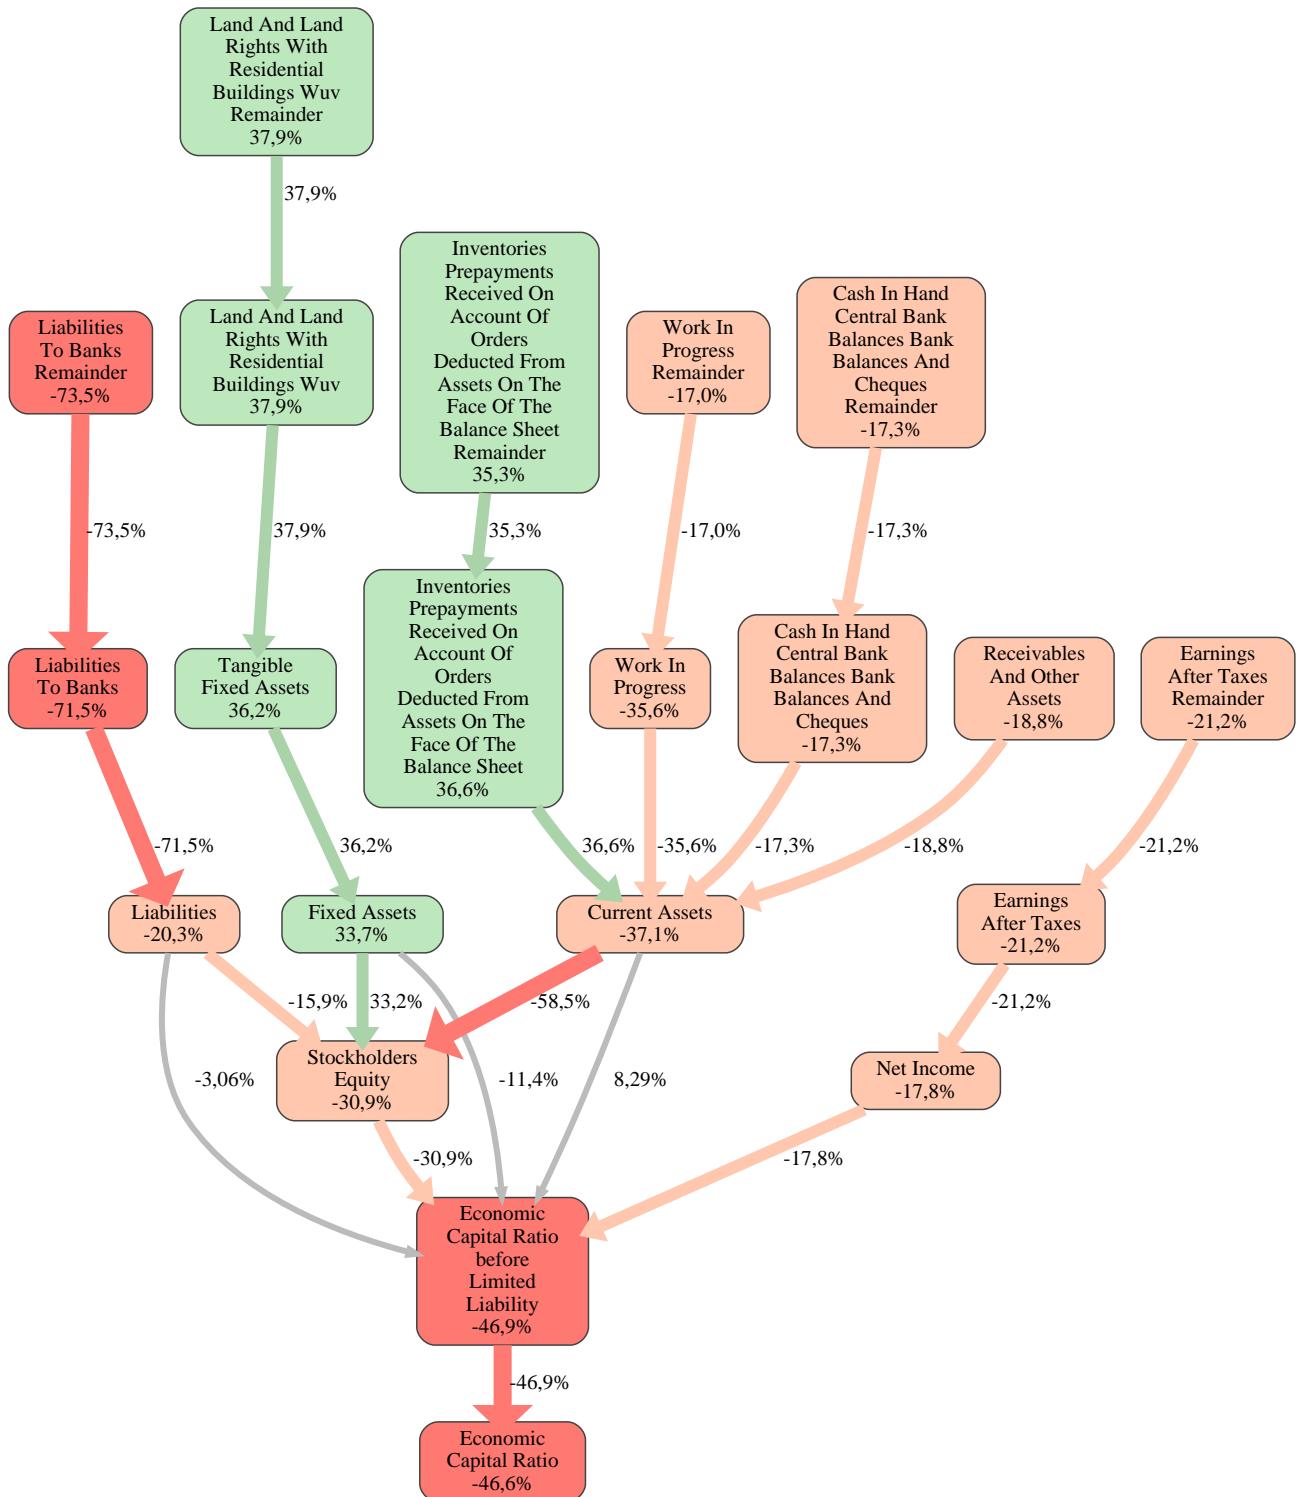 Land And Land
Rights With
Residential
Buildings Wuv
Remainder
37,9%
37,9%
Inventories
Prepayments
Received On
Account Of
Orders
Deducted From
Assets On The
Face Of The
Balance Sheet
Remainder
35,3%
Cash In Hand
Central Bank
Balances Bank
Balances And
Cheques
Remainder
-17,3%
Liabilities
To Banks
Remainder
-73,5%
Land And Land
Rights With
Residential
Buildings Wuv
37,9%
Work In
Progress
Remainder
-17,0%
-73,5%
37,9%
35,3%
-17,0%
-17,3%
Inventories
Prepayments
Received On
Account Of
Orders
Deducted From
Assets On The
Face Of The
Balance Sheet
36,6%
Liabilities
To Banks
-71,5%
Tangible
Fixed Assets
36,2%
Work In
Progress
-35,6%
Cash In Hand
Central Bank
Balances Bank
Balances And
Cheques
-17,3%
Receivables
And Other
Assets
-18,8%
Earnings
After Taxes
Remainder
-21,2%
-71,5%
36,2%
36,6%
-35,6%
-17,3%
-18,8%
-21,2%
Liabilities
-20,3%
Fixed Assets
33,7%
Current Assets
-37,1%
Earnings
After Taxes
-21,2%
-15,9%
33,2%
-58,5%
-21,2%
Stockholders
Equity
-30,9%
Net Income
-17,8%
-3,06%
-11,4%
8,29%
-30,9%
-17,8%
Economic
Capital Ratio
before
Limited
Liability
-46,9%
-46,9%
Economic
Capital Ratio
-46,6%